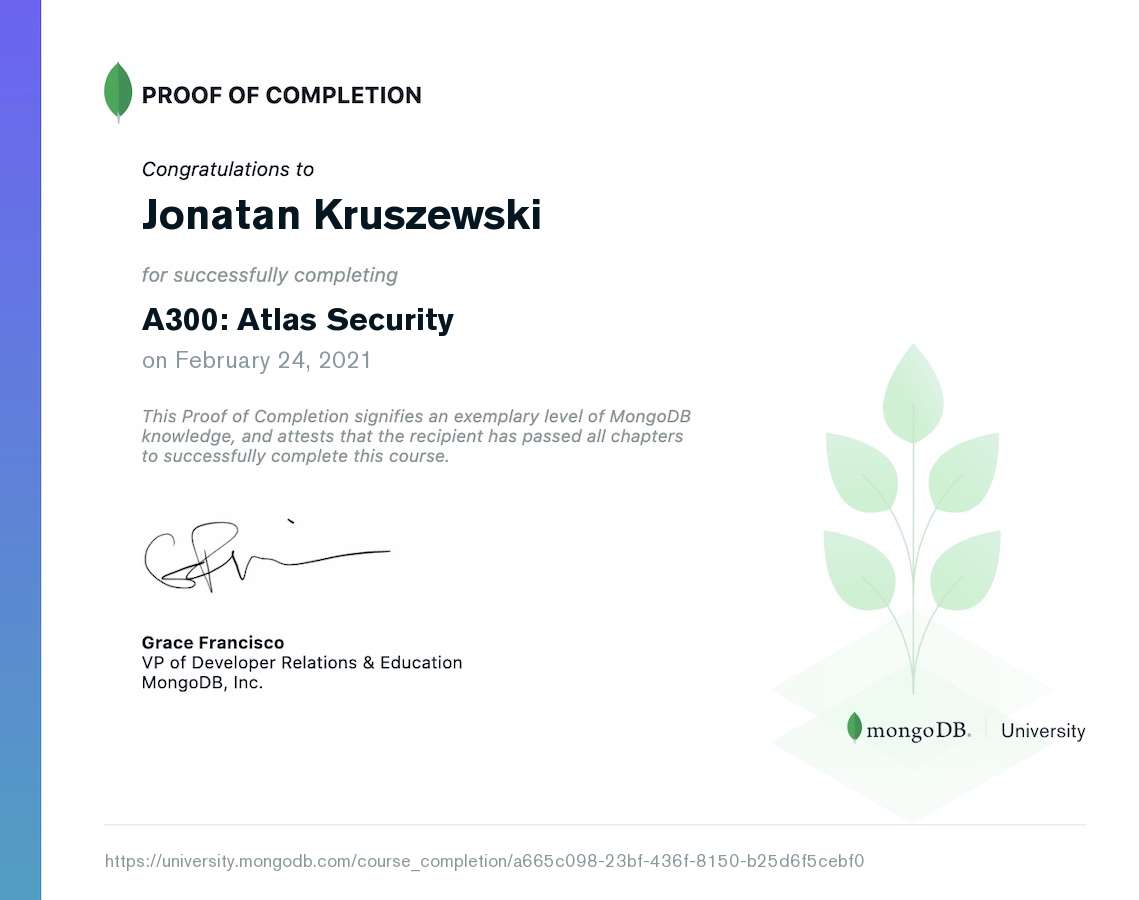 PROOF OF COMPLETION
Congratulations to
Jonatan Kruszewski
for successfully completing
A300: Atlas Security
on February 24, 2021
This Proof of Completion signifies an exemplary level of MongoDB
knowledge, and attests that the recipient has passed all chapters
to successfully complete this course.
Grace Francisco
VP of Developer Relations & Education
MongoDB, Inc.
mongoDB. University
https://university.mongodb.com/course_completion/a665c098-23bf-436f-8150-b25d6f5cebf0